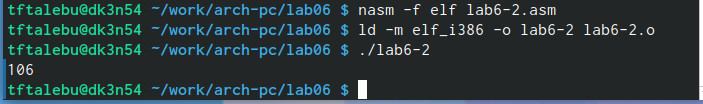 tftalebu@dk3n54 ~/work/arch-pc/lab06 $ nasm -f elf lab6-2.asm
tftalebu@dk3n54 ~/work/arch-pc/lab06 $ ld -m elf_i386 -o lab6-2 lab6-2.o
tftalebu@dk3n54 ~/work/arch-pc/lab06 $ ./lab6-2
106
tftalebu@dk3n54 ~/work/arch-pc/lab06 $